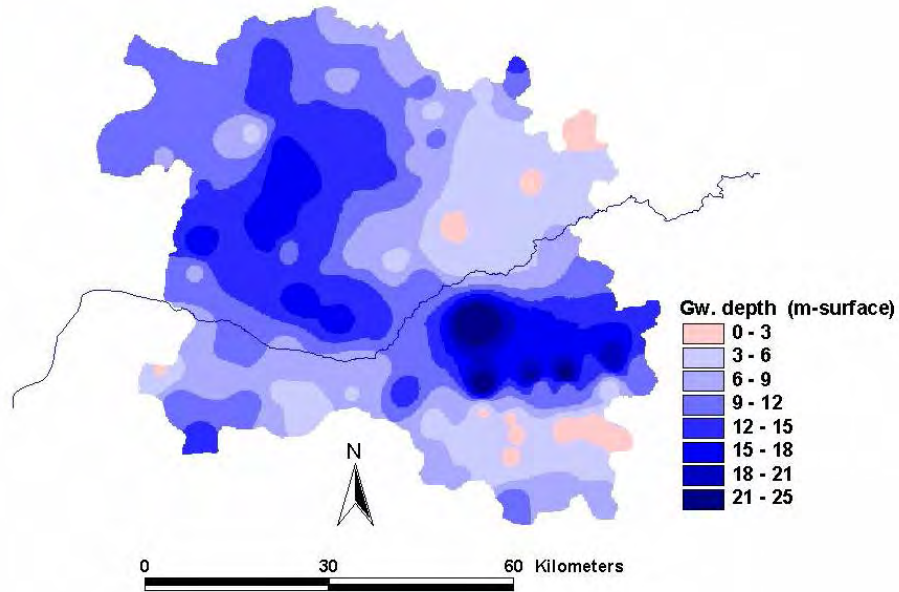 Gw. depth (m-surface)
0 - 3
3 - 6
6 - 9
9 - 12
12 - 15
15 - 18
18 - 21
21 - 25
N
0 30 60 Kilometers